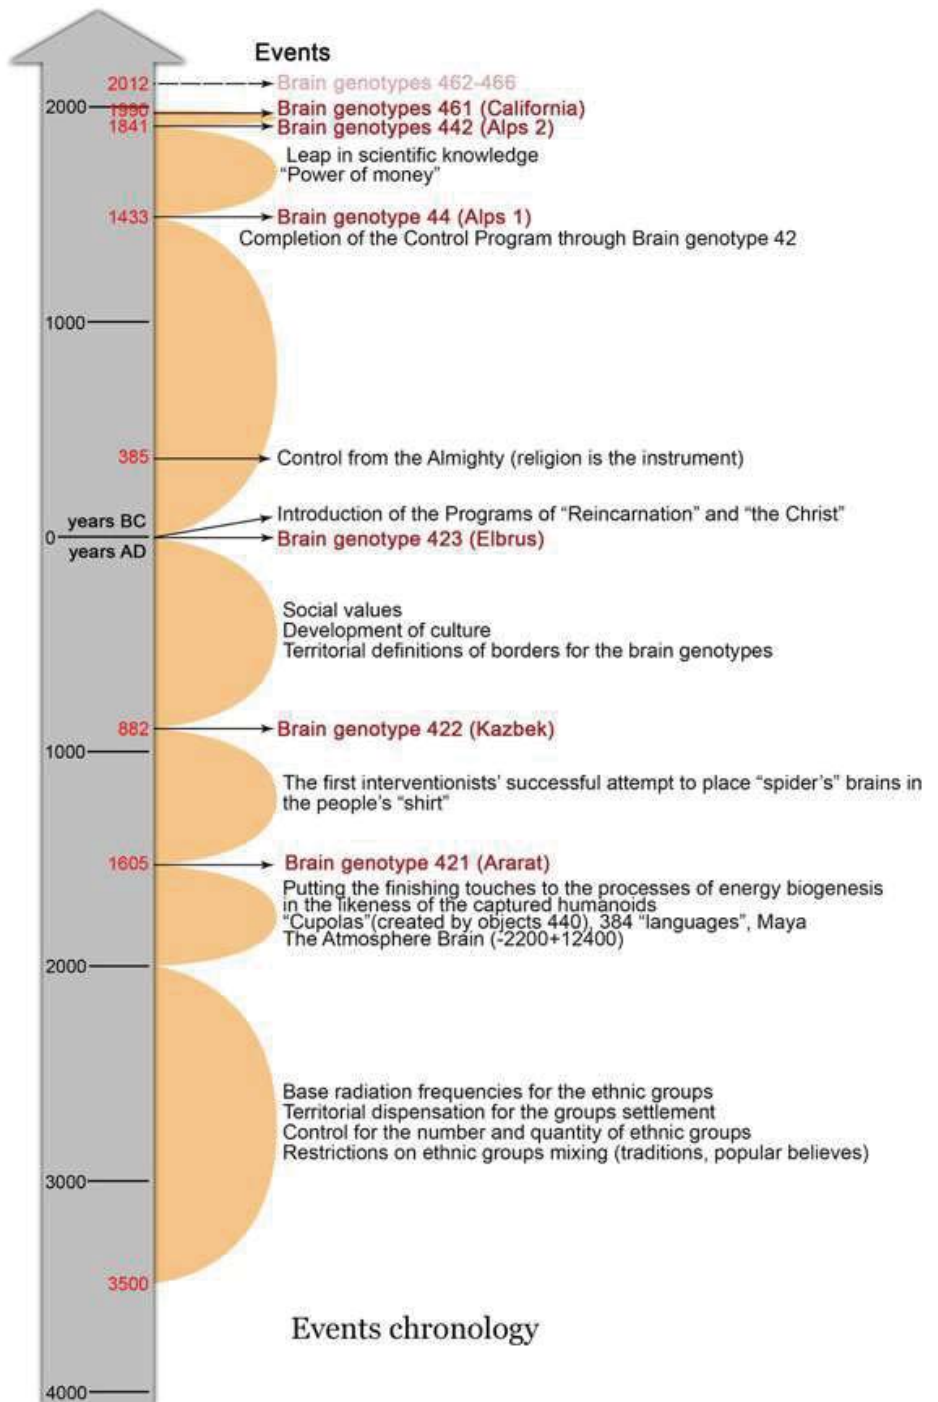 Events
2012
Brain genotypes 462-466
2000
1990
Brain genotypes 461 (California)
1841
Brain genotypes 442 (Alps 2)
Leap in scientific knowledge
“Power of money”
1433
Brain genotype 44 (Alps 1)
Completion of the Control Program through Brain genotype 42
1000
385
Control from the Almighty (religion is the instrument)
Introduction of the Programs of “Reincarnation” and “the Christ”
years BC
0
Brain genotype 423 (Elbrus)
years AD
Social values
Development of culture
Territorial definitions of borders for the brain genotypes
882
Brain genotype 422 (Kazbek)
1000
The first interventionists’ successful attempt to place “spider’s” brains in
the people’s “shirt”
1605
Brain genotype 421 (Ararat)
Putting the finishing touches to the processes of energy biogenesis
in the likeness of the captured humanoids
“Cupolas”(created by objects 440), 384 “languages”, Maya
The Atmosphere Brain (-2200+12400)
2000
Base radiation frequencies for the ethnic groups
Territorial dispensation for the groups settlement
Control for the number and quantity of ethnic groups
Restrictions on ethnic groups mixing (traditions, popular believes)
3000
3500
Events chronology
4000